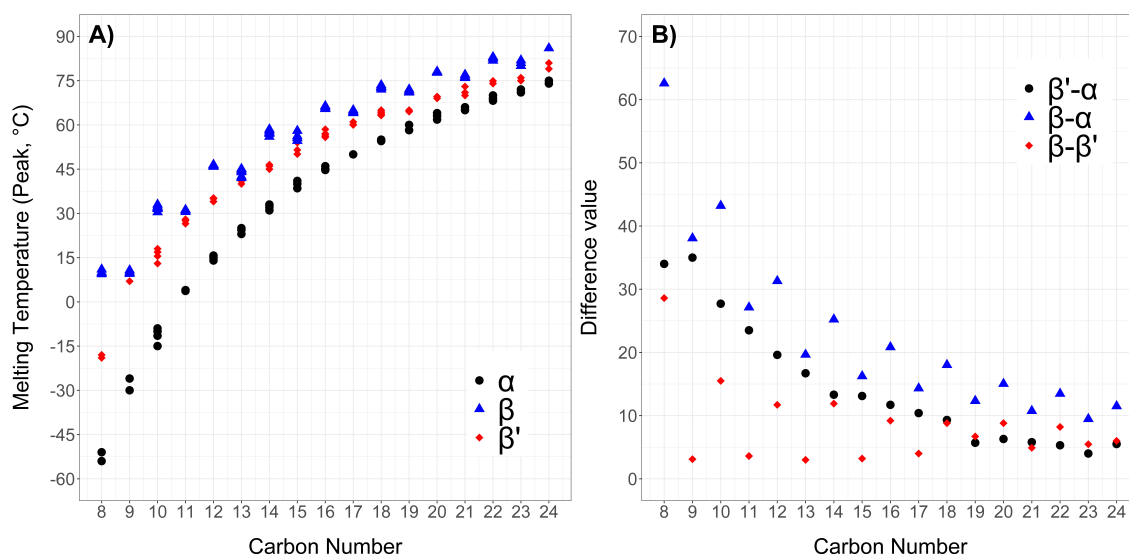 A)
Melting Temperature (Peak, °C)
90
75
60
45
30
15
0
-15
-30
-45
-60
α
β
β'
8 9 10 11 12 13 14 15 16 17 18 19 20 21 22 23 24
Carbon Number
B)
Difference value
70
60
50
40
30
20
10
0
β'-α
β-α
β-β'
8 9 10 11 12 13 14 15 16 17 18 19 20 21 22 23 24
Carbon Number